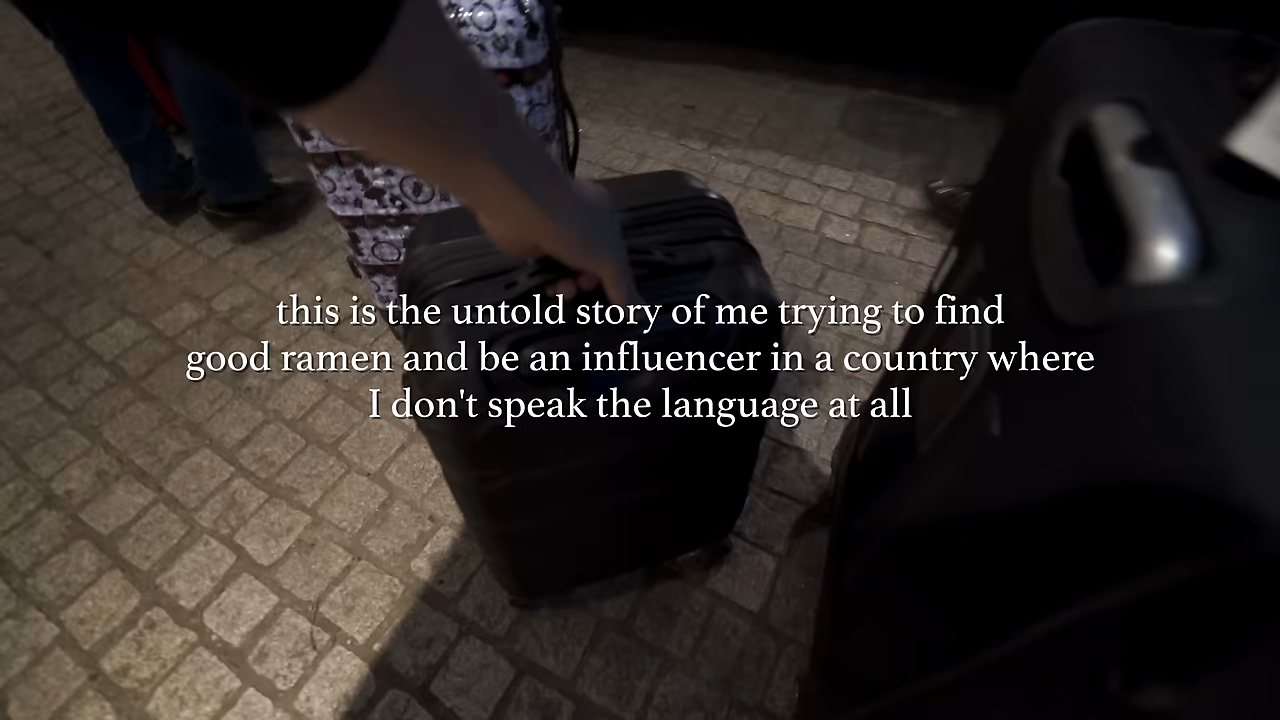 this is the untold story of me trying to find
good ramen and be an influencer in a country where
I don't speak the language at all